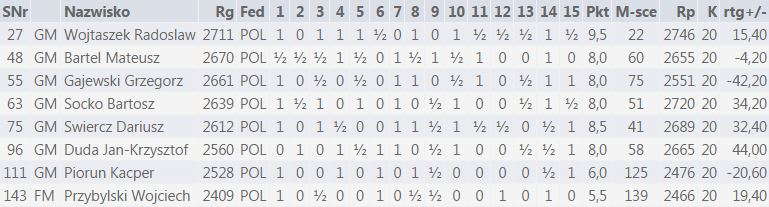 SNr Nazwisko Rg Fed 1 2 3 4 5 6 7 8 9 10 11 12 13 14 15 Pkt M-sce Rp K rtg+/-
27 GM Wojtaszek Radoslaw 2711 POL 1 0 1 1 1 ½ 0 1 0 1 ½ ½ ½ 1 ½ 9,5 22 2746 20 15,40
48 GM Bartel Mateusz 2670 POL ½ ½ ½ 1 ½ 0 1 ½ 1 ½ 1 0 0 1 0 8,0 60 2655 20 -4,20
55 GM Gajewski Grzegorz 2661 POL 1 0 ½ 0 ½ 0 1 1 0 ½ 1 0 ½ 1 1 8,0 75 2551 20 -42,20
63 GM Socko Bartosz 2639 POL 1 ½ 1 0 1 0 1 0 ½ 1 0 0 ½ 1 ½ 8,0 51 2720 20 34,20
75 GM Swiercz Dariusz 2612 POL 1 0 1 ½ 0 0 1 1 ½ 1 ½ ½ 0 ½ 1 8,5 41 2689 20 32,40
96 GM Duda Jan-Krzysztof 2560 POL 0 1 0 1 ½ 1 1 0 ½ 1 0 0 1 ½ ½ 8,0 58 2665 20 44,00
111 GM Piorun Kacper 2528 POL 1 0 0 1 0 1 0 1 ½ 0 0 0 0 ½ 1 6,0 125 2476 20 -20,60
143 FM Przybylski Wojciech 2409 POL 1 0 ½ 0 0 1 0 ½ ½ 0 0 1 0 1 0 5,5 139 2466 20 19,40